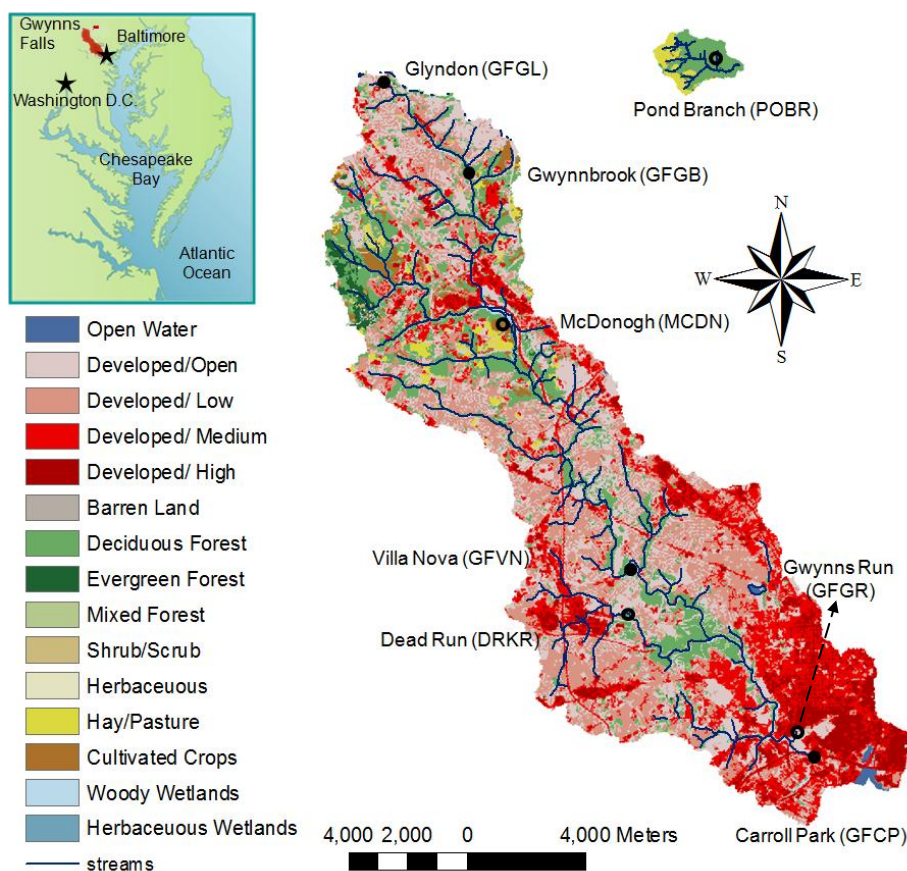 Gwynns
Falls
Baltimore
Washington D.C.
Chesapeake
Bay
Atlantic
Ocean
Glyndon (GFGL)
Pond Branch (POBR)
Gwynnbrook (GFGB)
N
W
E
S
McDonogh (MCDN)
Open Water
Developed/Open
Developed/ Low
Developed/ Medium
Developed/ High
Barren Land
Deciduous Forest
Evergreen Forest
Mixed Forest
Shrub/Scrub
Herbaceuous
Hay/Pasture
Cultivated Crops
Woody Wetlands
Herbaceuous Wetlands
streams
Villa Nova (GFVN)
Gwynns Run
(GFGR)
Dead Run (DRKR)
Carroll Park (GFCP)
4,000 2,000 0 4,000 Meters